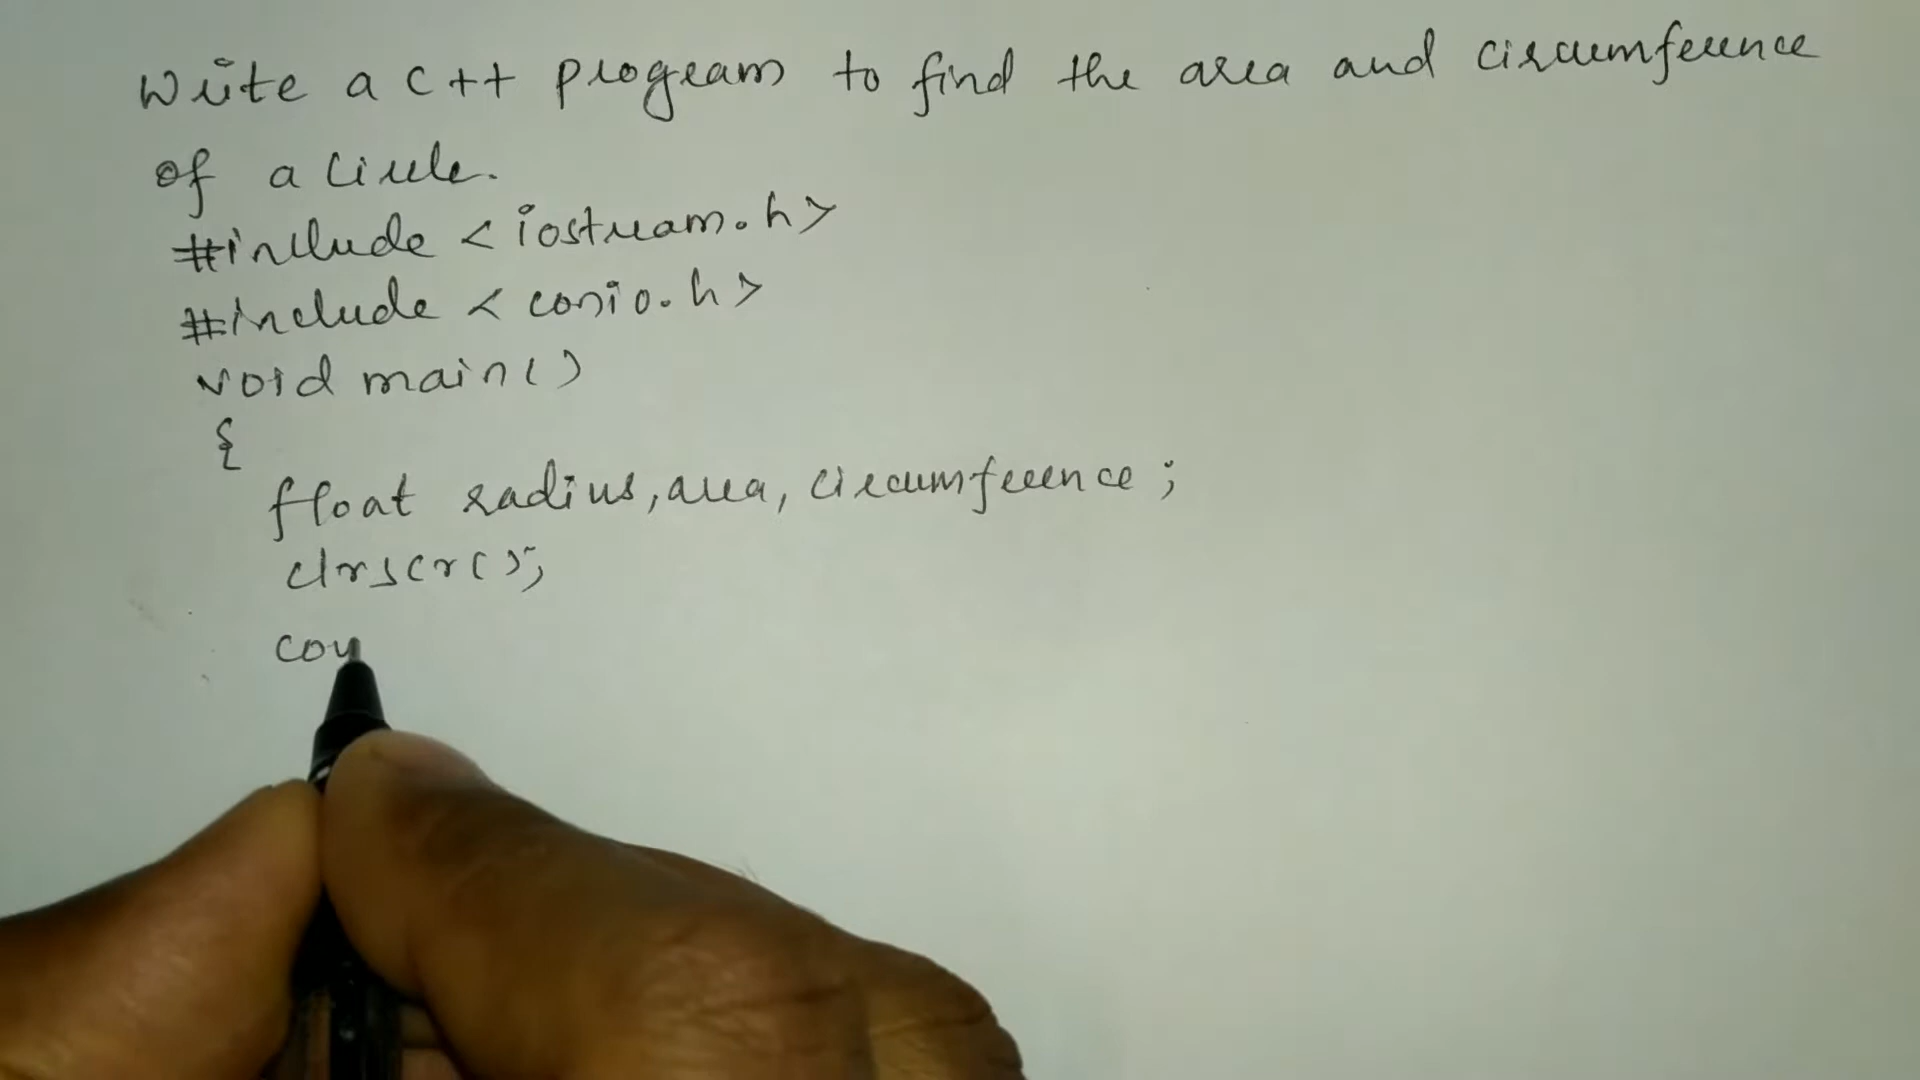 Write a C++ program to find the area and circumference
of a Circle.
#include < iostream.h>
#include < conio.h>
void main()
{
float radius, area, circumference ;
clrscr();
cou